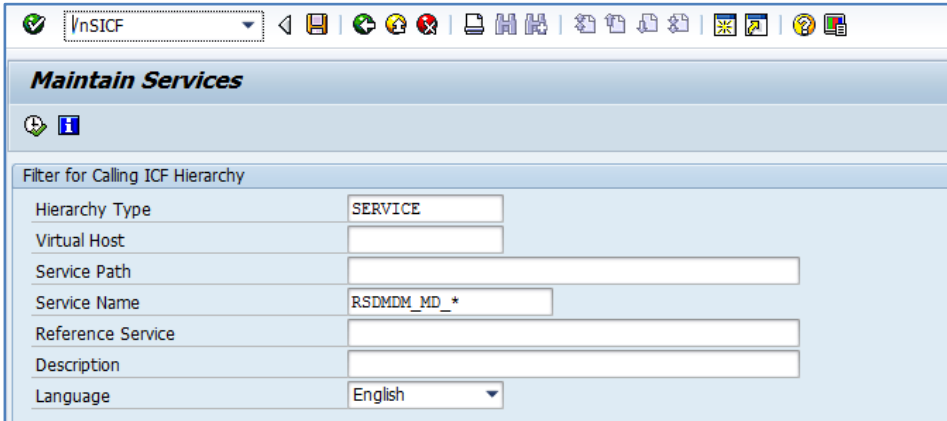 /nSICF
Maintain Services
Filter for Calling ICF Hierarchy
Hierarchy Type SERVICE
Virtual Host
Service Path
Service Name RSDMDM_MD_*
Reference Service
Description
Language English